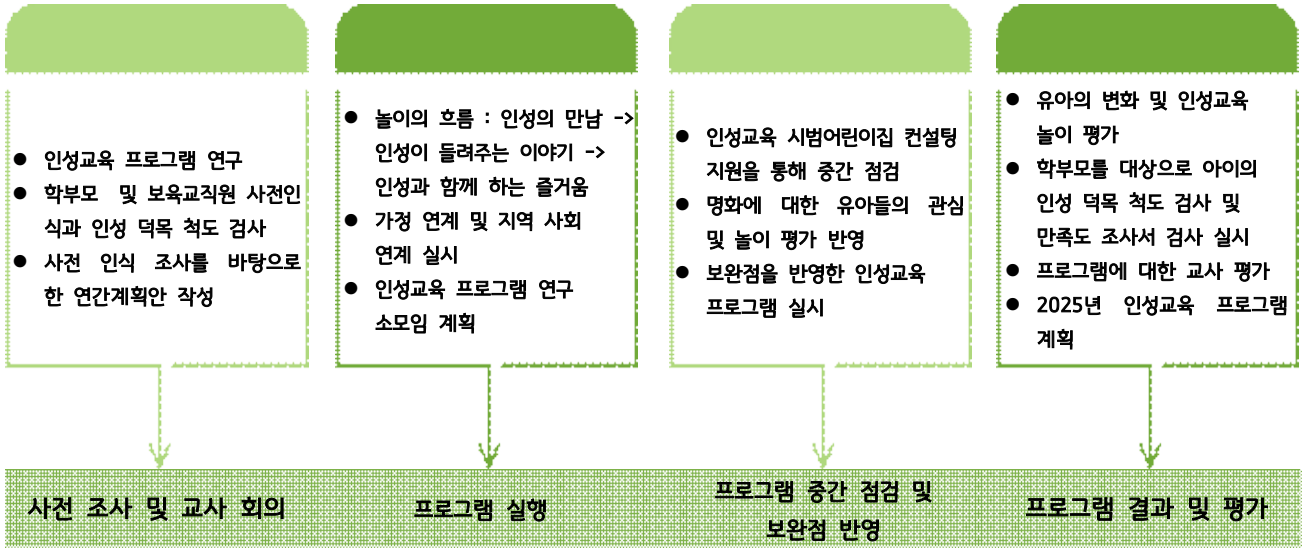 ● 인성교육 프로그램 연구
● 학부모 및 보육교직원 사전인
식과 인성 덕목 척도 검사
● 사전 인식 조사를 바탕으로
한 연간계획안 작성
● 놀이의 흐름 : 인성의 만남 ->
인성이 들려주는 이야기 ->
인성과 함께 하는 즐거움
● 가정 연계 및 지역 사회
연계 실시
● 인성교육 프로그램 연구
소모임 계획
● 인성교육 시범어린이집 컨설팅
지원을 통해 중간 점검
● 명화에 대한 유아들의 관심
및 놀이 평가 반영
● 보완점을 반영한 인성교육
프로그램 실시
● 유아의 변화 및 인성교육
놀이 평가
● 학부모를 대상으로 아이의
인성 덕목 척도 검사 및
만족도 조사서 검사 실시
● 프로그램에 대한 교사 평가
● 2025년 인성교육 프로그램
계획
사전 조사 및 교사 회의
프로그램 실행
프로그램 중간 점검 및
보완점 반영
프로그램 결과 및 평가